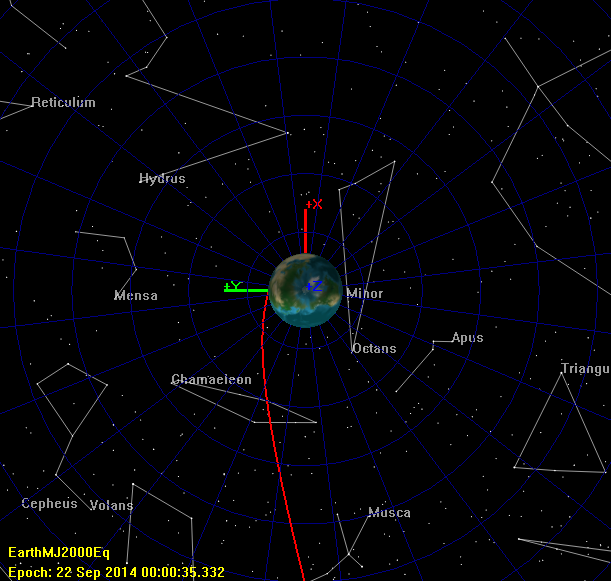 Reticulum
Hydrus
+X
+Y
+Z
Mensa
Minor
Octans
Apus
Triangu
Chamaeleon
Cepheus
Volans
Musca
EarthMJ2000Eq
Epoch: 22 Sep 2014 00:00:35.332